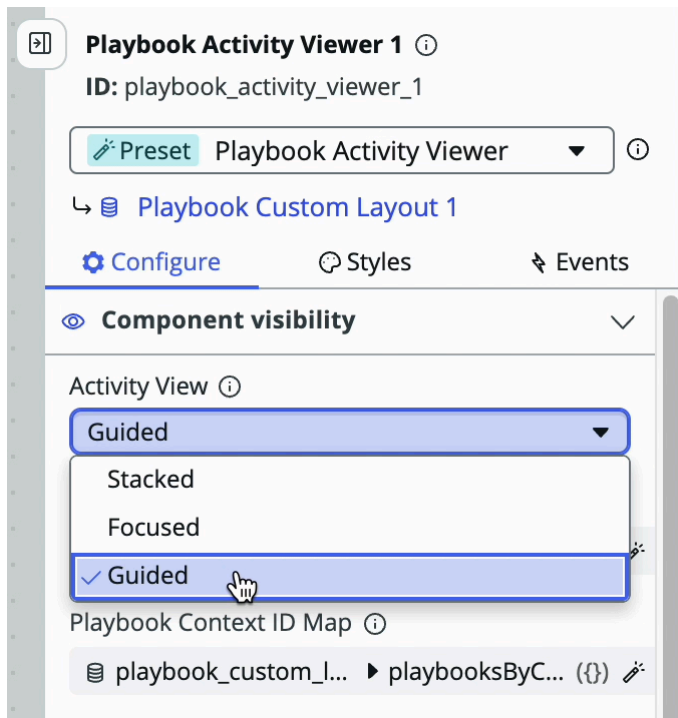 Playbook Activity Viewer 1
ID: playbook_activity_viewer_1
Preset Playbook Activity Viewer
Playbook Custom Layout 1
Configure Styles Events
Component visibility
Activity View
Guided
Stacked
Focused
Guided
Playbook Context ID Map
playbook_custom_l... playbooksByC... ({})